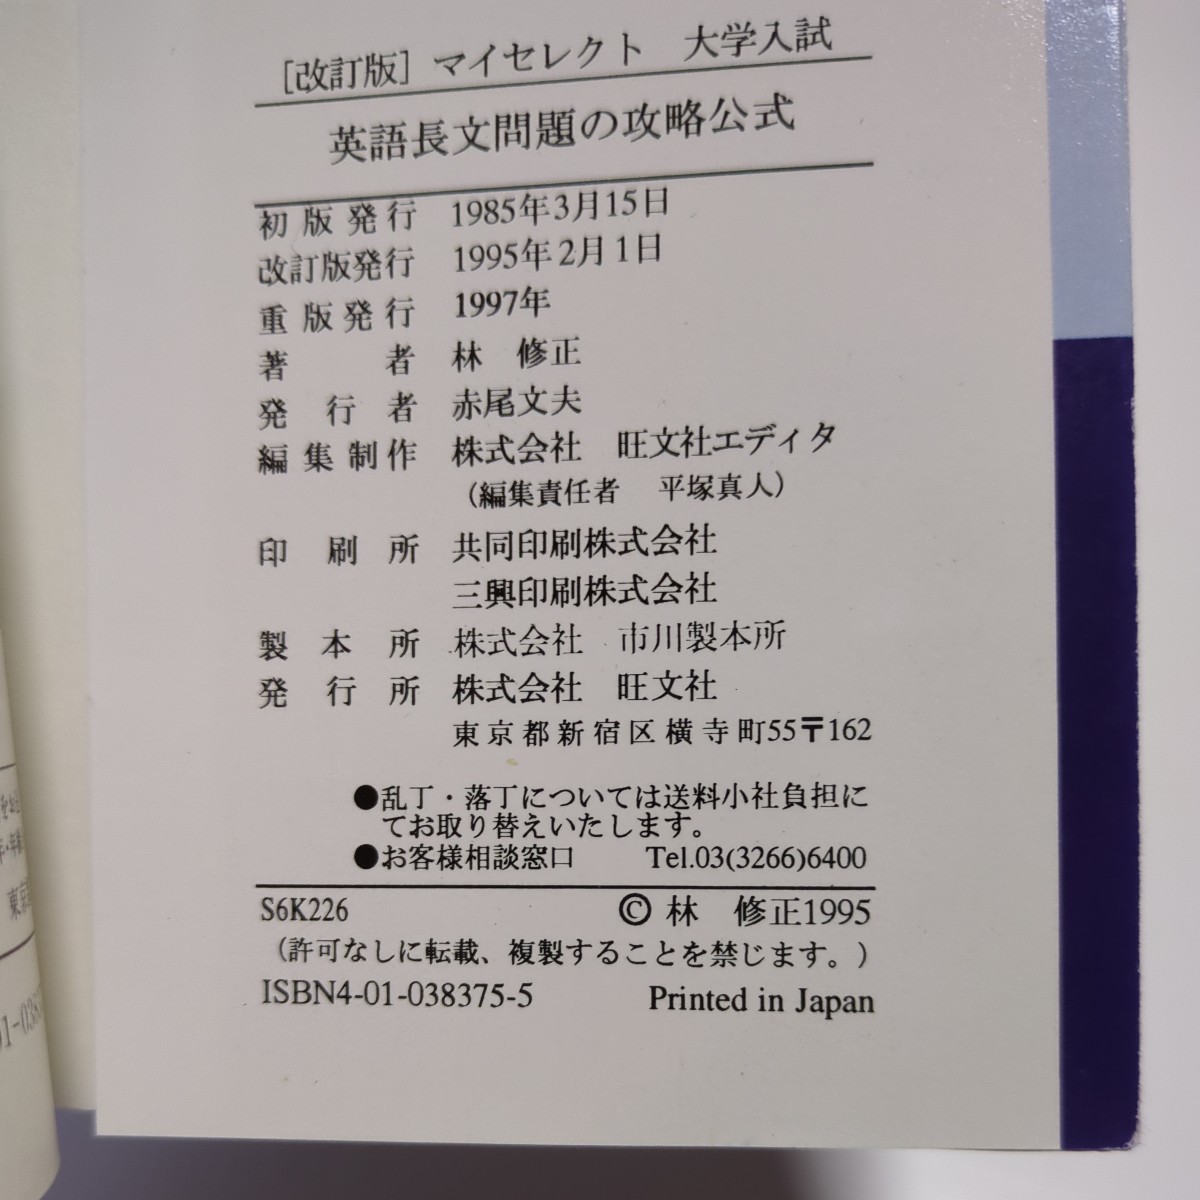 ［改訂版］マイセレクト　大学入試
英語長文問題の攻略公式
初版発行　1985年3月15日
改訂版発行　1995年2月1日
重版発行　1997年
著者　林　修正
発行者　赤尾文夫
編集制作　株式会社　旺文社エディタ
（編集責任者　平塚真人）
印刷所　共同印刷株式会社
三興印刷株式会社
製本所　株式会社　市川製本所
発行所　株式会社　旺文社
東京都新宿区横寺町55〒162
●乱丁・落丁については送料小社負担に
てお取り替えいたします。
●お客様相談窓口　Tel.03(3266)6400
S6K226　©林　修正1995
（許可なしに転載、複製することを禁じます。）
ISBN4-01-038375-5　Printed in Japan